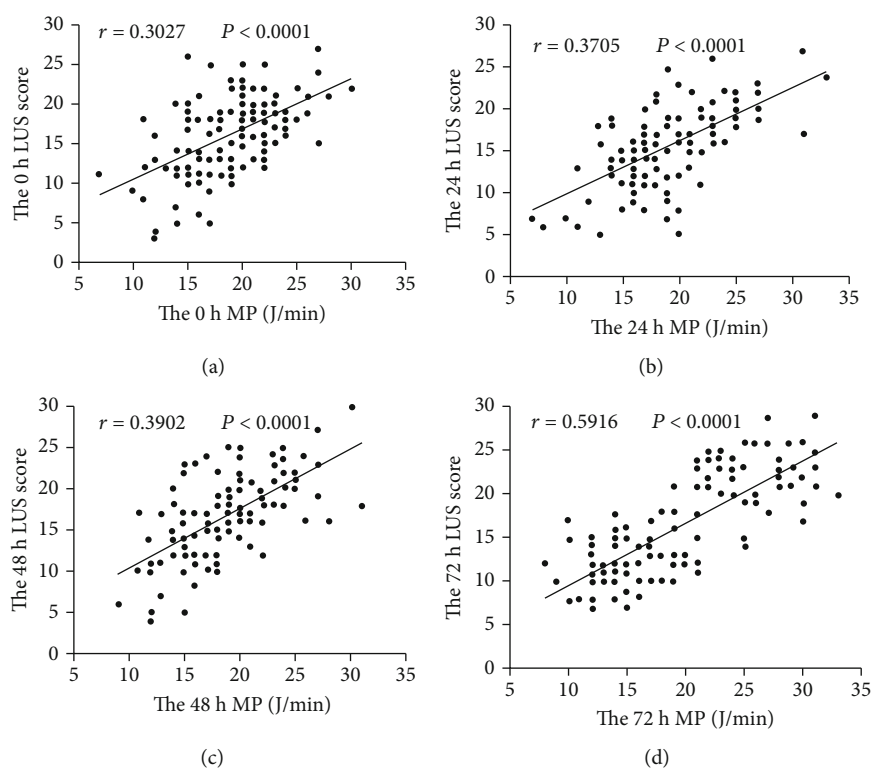 r = 0.3027 P < 0.0001
30
25
20
15
10
5
0
The 0 h LUS score
5 10 15 20 25 30 35
The 0 h MP (J/min)
(a)
r = 0.3705 P < 0.0001
30
25
20
15
10
5
0
The 24 h LUS score
5 10 15 20 25 30 35
The 24 h MP (J/min)
(b)
r = 0.3902 P < 0.0001
30
25
20
15
10
5
0
The 48 h LUS score
5 10 15 20 25 30 35
The 48 h MP (J/min)
(c)
r = 0.5916 P < 0.0001
30
25
20
15
10
5
0
The 72 h LUS score
5 10 15 20 25 30 35
The 72 h MP (J/min)
(d)